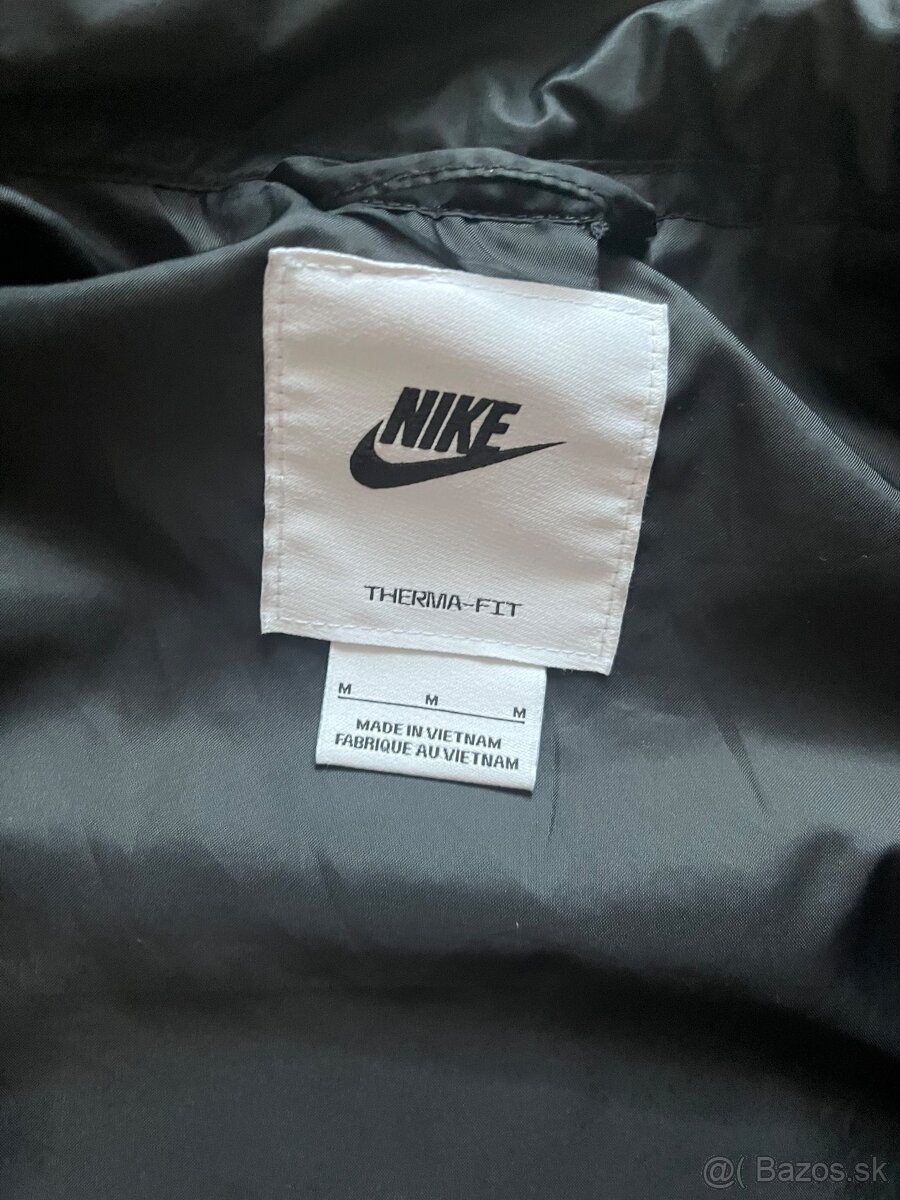 NIKE
THERMA-FIT
M M M
MADE IN VIETNAM
FABRIQUE AU VIETNAM
@( Bazos.sk